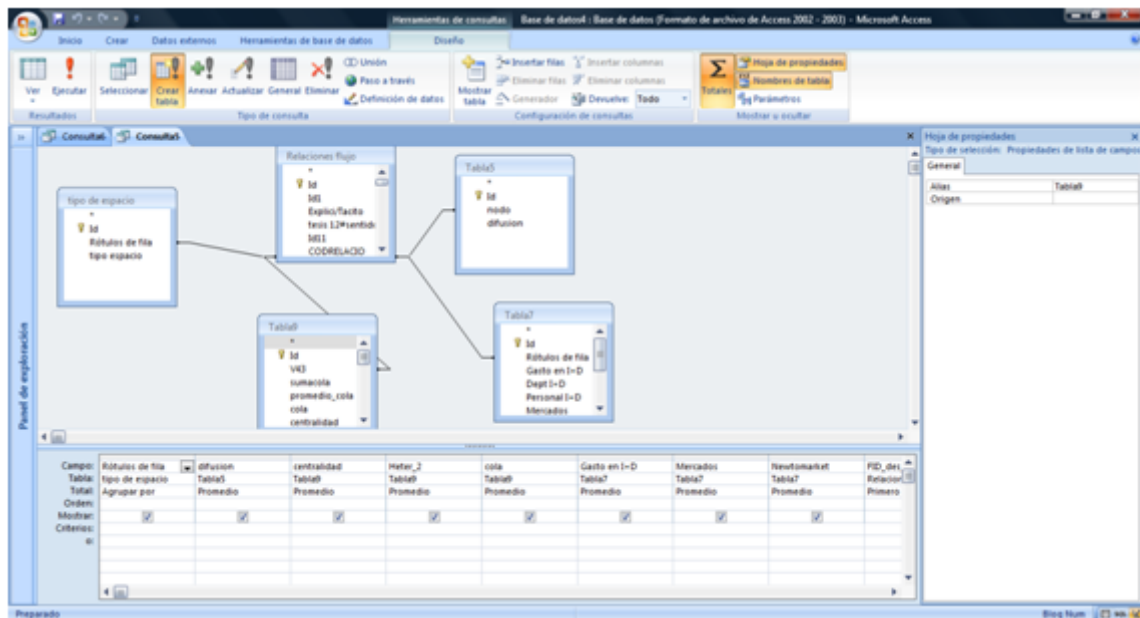 Herramientas de consultas Base de datos4 : Base de datos (Formato de archivo de Access 2002 - 2003) - Microsoft Access
Inicio Crear Datos externos Herramientas de base de datos Diseño
Ver Ejecutar Seleccionar Crear tabla Anexar Actualizar General Eliminar
Unión
Paso a través
Definición de datos
Mostrar tabla
Insertar filas Insertar columnas
Eliminar filas Eliminar columnas
Generador Devuelve: Todo
Totales
Hoja de propiedades
Nombres de tabla
Parámetros
Resultados Tipo de consulta Configuración de consultas Mostrar u ocultar
Consulta6 Consulta5
Panel de exploración
tipo de espacio
*
Id
Rótulos de fila
tipo espacio
Relaciones flujo
*
Id
Id1
Explici/Tacito
tesis 12*sentido
Id11
CODRELACIO
Tabla5
*
Id
nodo
difusion
Tabla9
*
Id
V43
sumacola
promedio_cola
cola
centralidad
Tabla7
*
Id
Rótulos de fila
Gasto en I+D
Dept I+D
Personal I+D
Mercados
Hoja de propiedades
Tipo de selección: Propiedades de lista de campos
General
Alias Tabla9
Origen
Campo: Rótulos de fila difusion centralidad Heter_2 cola Gasto en I+D Mercados Newtomarket
Tabla: tipo de espacio Tabla5 Tabla9 Tabla9 Tabla9 Tabla7 Tabla7 Tabla7 Relacion
Total: Agrupar por Promedio Promedio Promedio Promedio Promedio Promedio Promedio Primero
Orden:
Mostrar:
Criterios:
o:
Preparado Bloq Num